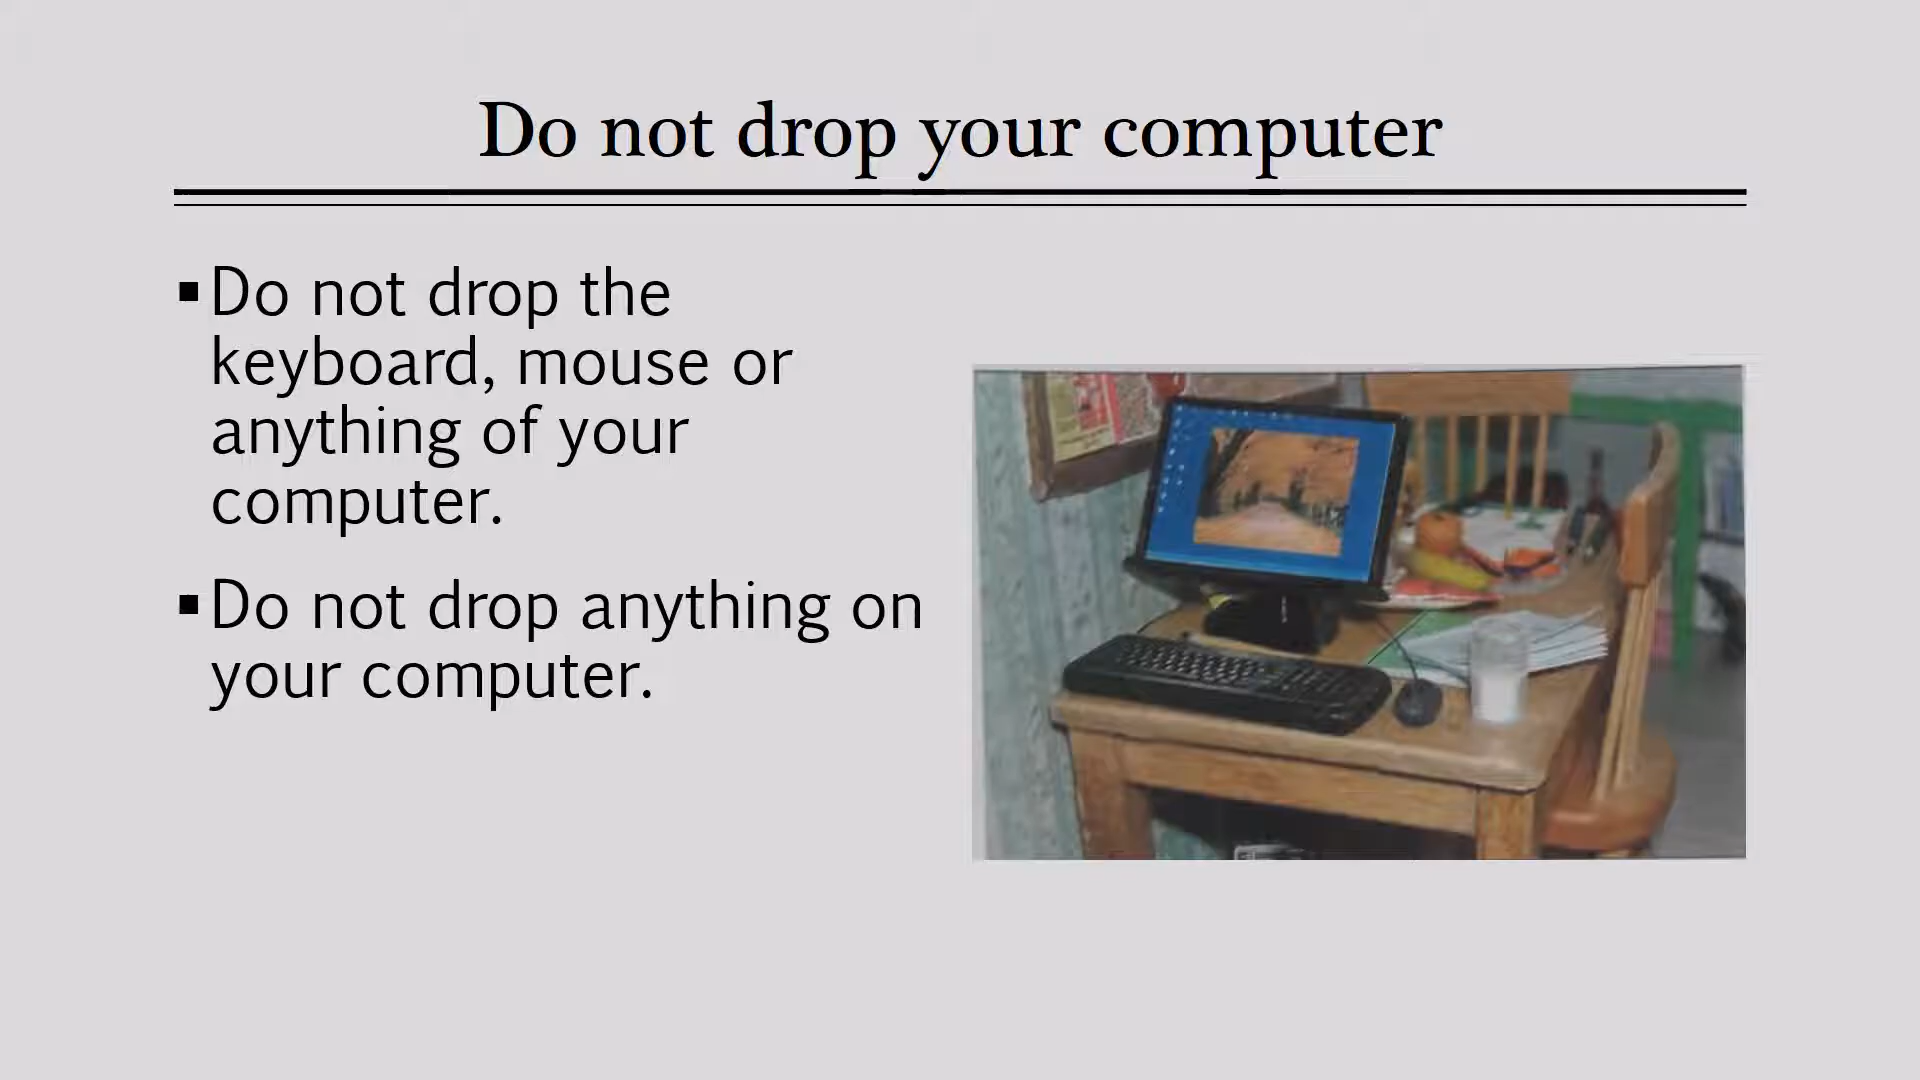 Do not drop your computer
▪Do not drop the
keyboard, mouse or
anything of your
computer.
▪Do not drop anything on
your computer.